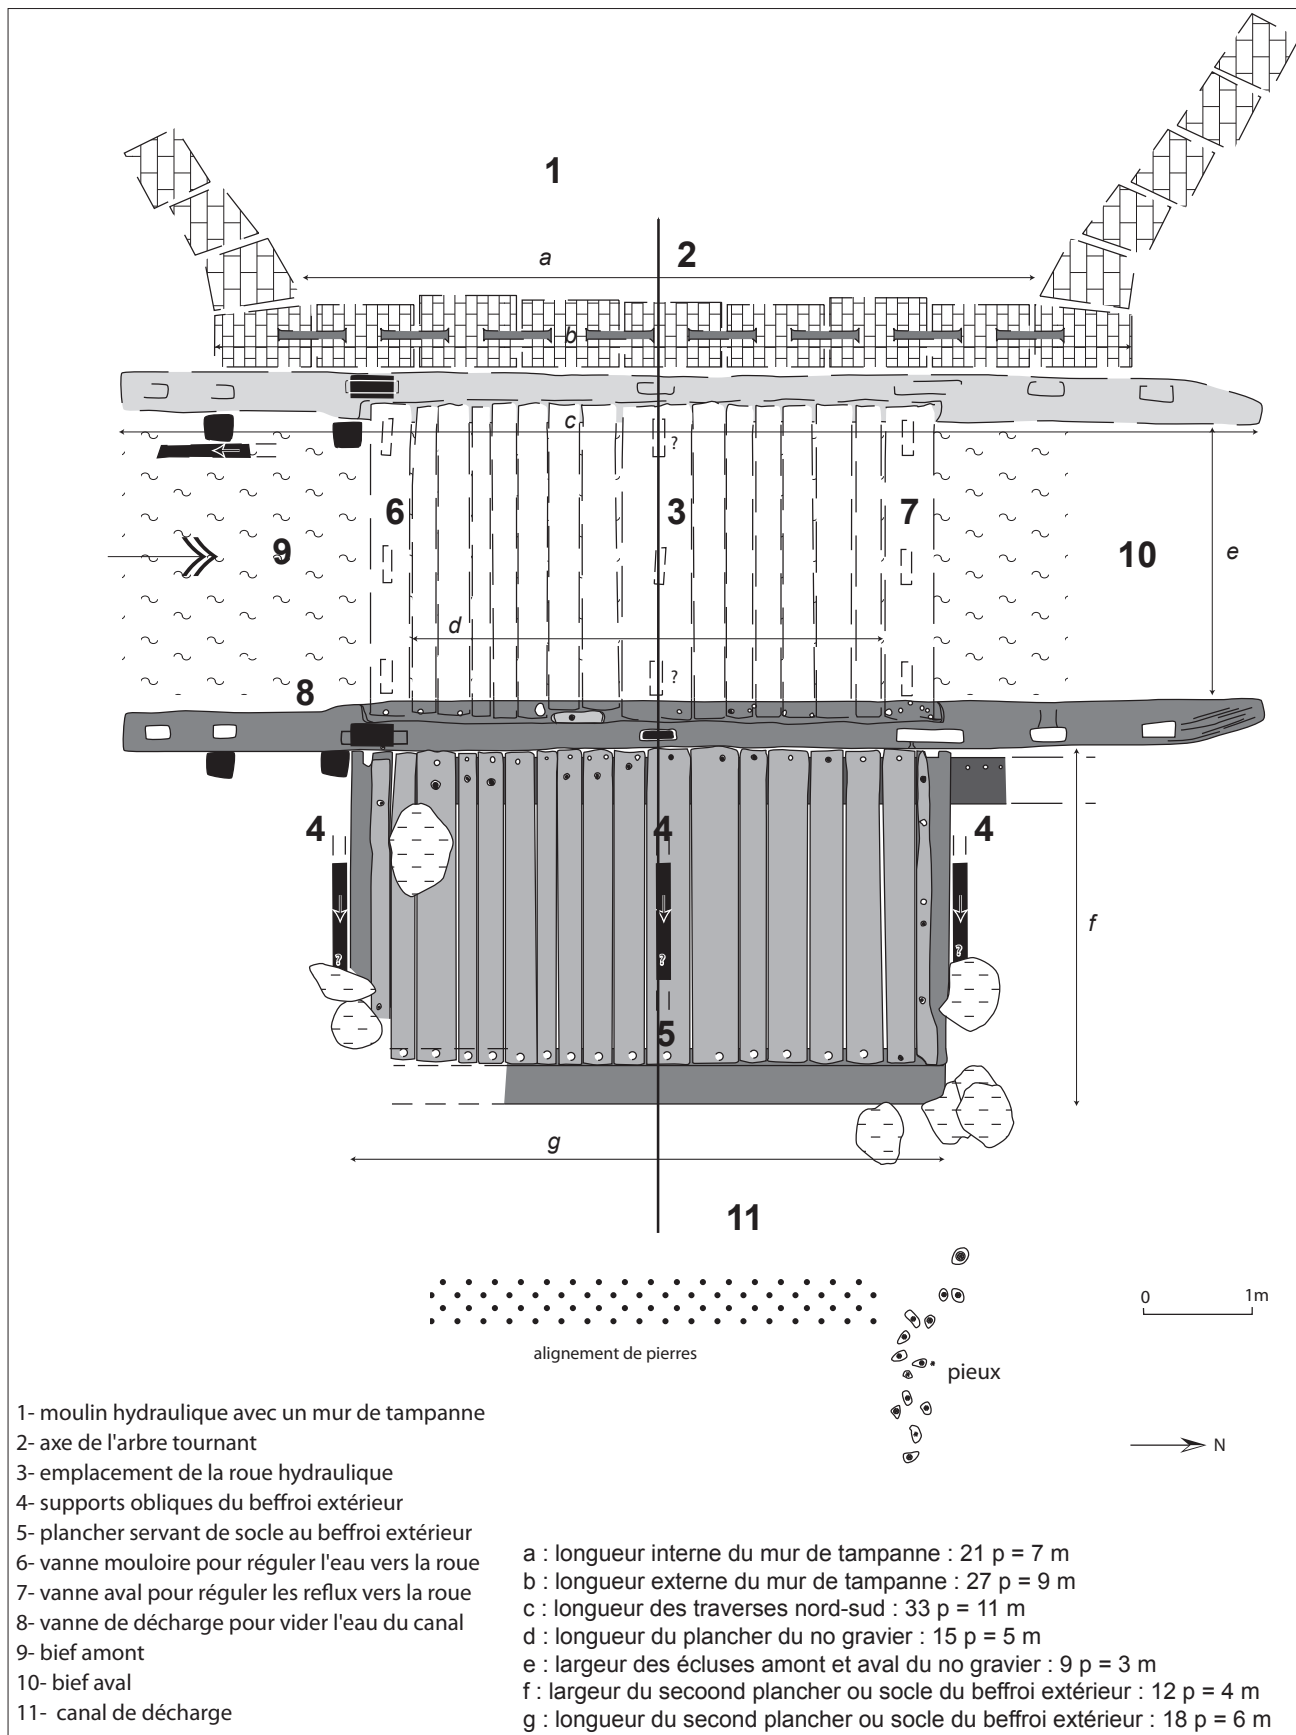 1
2
a
b
c
?
6
3
7
9
10
e
d
?
8
4
4
4
f
?
?
?
5
g
11
0 1m
alignement de pierres
pieux
N
1- moulin hydraulique avec un mur de tampanne
2- axe de l'arbre tournant
3- emplacement de la roue hydraulique
4- supports obliques du beffroi extérieur
5- plancher servant de socle au beffroi extérieur
6- vanne mouloire pour réguler l'eau vers la roue
7- vanne aval pour réguler les reflux vers la roue
8- vanne de décharge pour vider l'eau du canal
9- bief amont
10- bief aval
11- canal de décharge
a : longueur interne du mur de tampanne : 21 p = 7 m
b : longueur externe du mur de tampanne : 27 p = 9 m
c : longueur des traverses nord-sud : 33 p = 11 m
d : longueur du plancher du no gravier : 15 p = 5 m
e : largeur des écluses amont et aval du no gravier : 9 p = 3 m
f : largeur du secoond plancher ou socle du beffroi extérieur : 12 p = 4 m
g : longueur du second plancher ou socle du beffroi extérieur : 18 p = 6 m